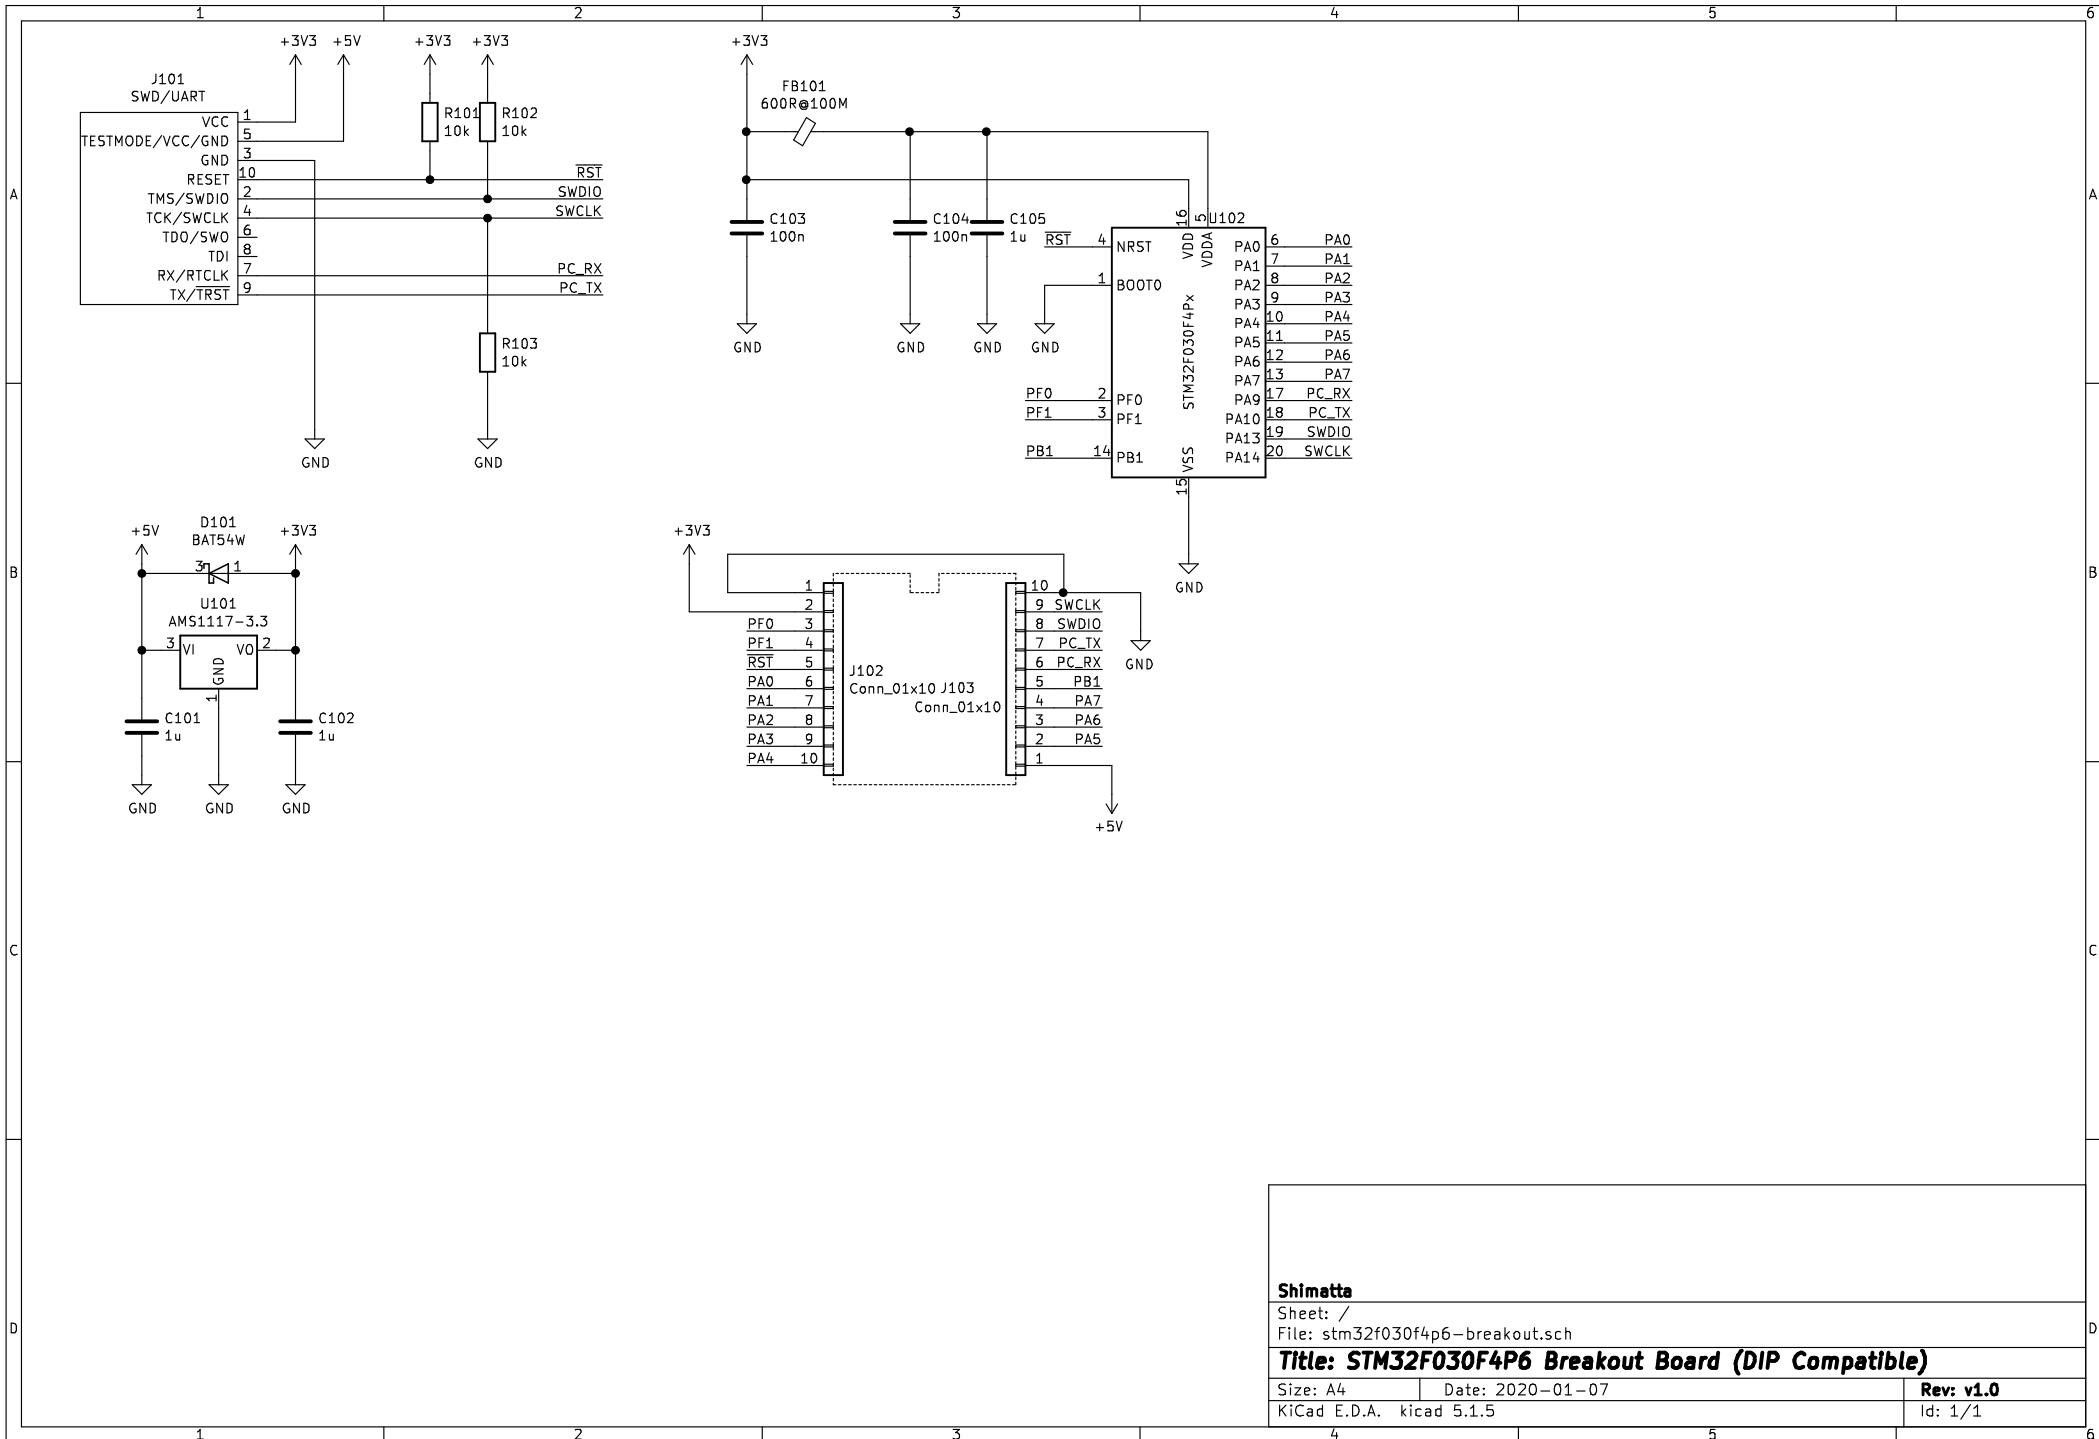 1 2 3 4 5 6
A A
B B
C C
D D
1 2 3 4 5 6
+3V3 +5V +3V3 +3V3
J101
SWD/UART
VCC 1
TESTMODE/VCC/GND 5
GND 3
RESET 10 RST
TMS/SWDIO 2 SWDIO
TCK/SWCLK 4 SWCLK
TDO/SWO 6
TDI 8
RX/RTCLK 7 PC_RX
TX/TRST 9 PC_TX
R101
10k
R102
10k
R103
10k
GND GND
+3V3
FB101
600R@100M
C103
100n
C104
100n
C105
1u
GND GND GND GND
U102
STM32F030F4Px
16 VDD
5 VDDA
RST 4 NRST
1 BOOT0
PF0 2 PF0
PF1 3 PF1
PB1 14 PB1
PA0 6 PA0
PA1 7 PA1
PA2 8 PA2
PA3 9 PA3
PA4 10 PA4
PA5 11 PA5
PA6 12 PA6
PA7 13 PA7
PA9 17 PC_RX
PA10 18 PC_TX
PA13 19 SWDIO
PA14 20 SWCLK
VSS 15
GND
+5V +3V3
D101
BAT54W
3 1
U101
AMS1117-3.3
3 VI VO 2
GND 1
C101
1u
C102
1u
GND GND GND
+3V3
1
2
PF0 3
PF1 4
RST 5
PA0 6
PA1 7
PA2 8
PA3 9
PA4 10
J102
Conn_01x10
J103
Conn_01x10
10
9 SWCLK
8 SWDIO
7 PC_TX
6 PC_RX
5 PB1
4 PA7
3 PA6
2 PA5
1
GND
+5V
Shimatta
Sheet: /
File: stm32f030f4p6-breakout.sch
Title: STM32F030F4P6 Breakout Board (DIP Compatible)
Size: A4 Date: 2020-01-07 Rev: v1.0
KiCad E.D.A. kicad 5.1.5 Id: 1/1